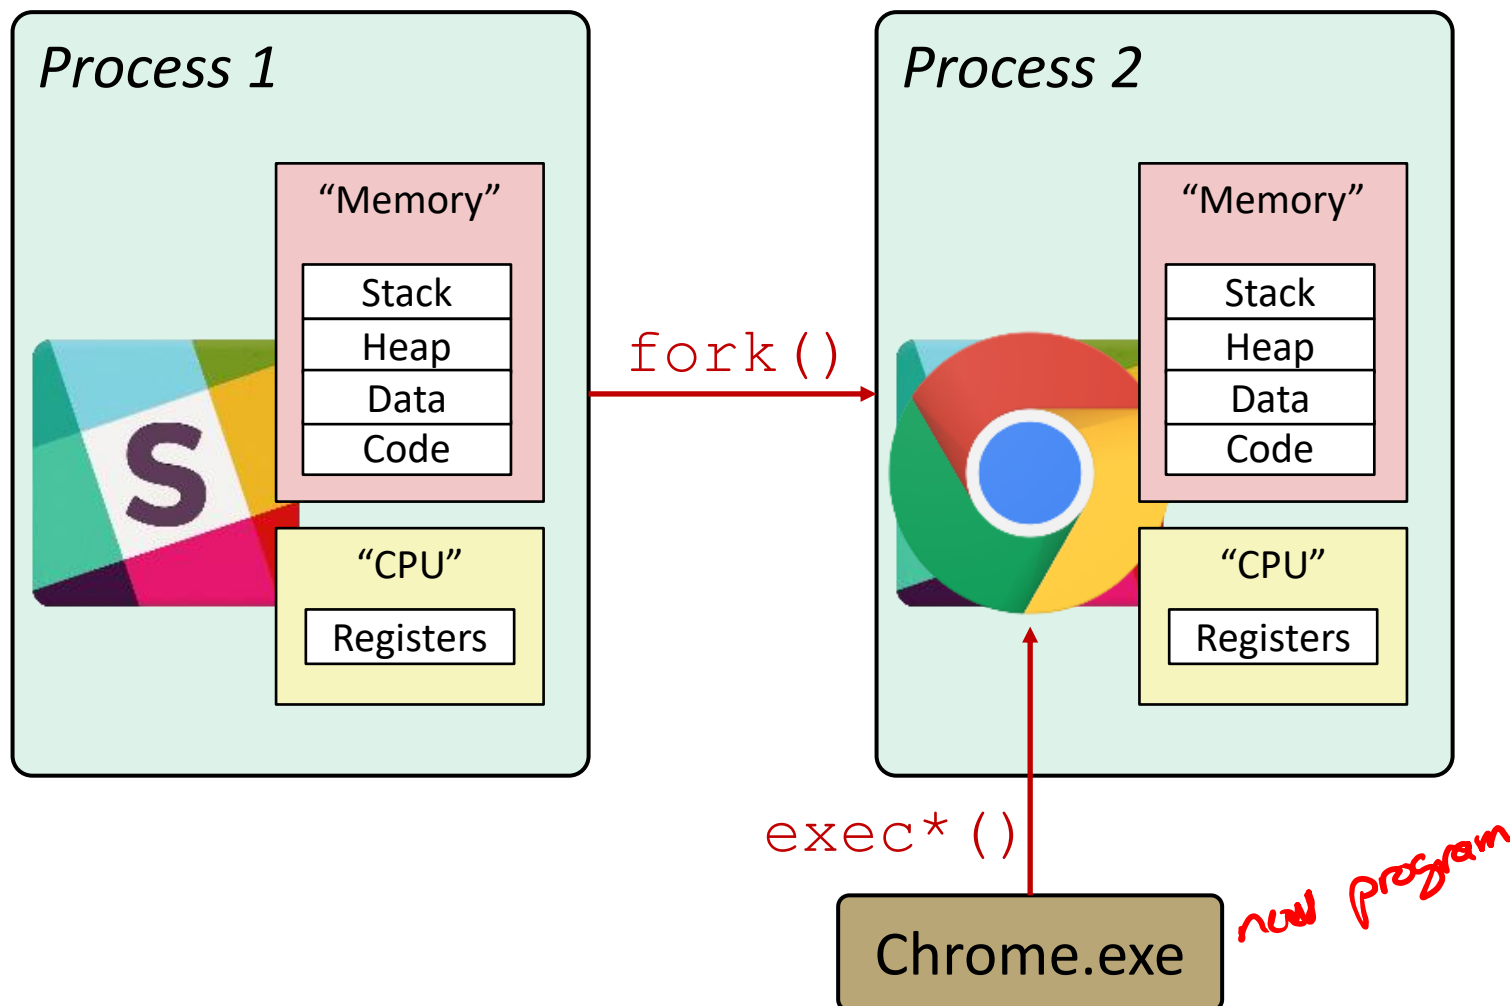 Process 1
“Memory”
Stack
Heap
Data
Code
S
“CPU”
Registers
fork()
Process 2
“Memory”
Stack
Heap
Data
Code
“CPU”
Registers
exec*()
Chrome.exe
new program